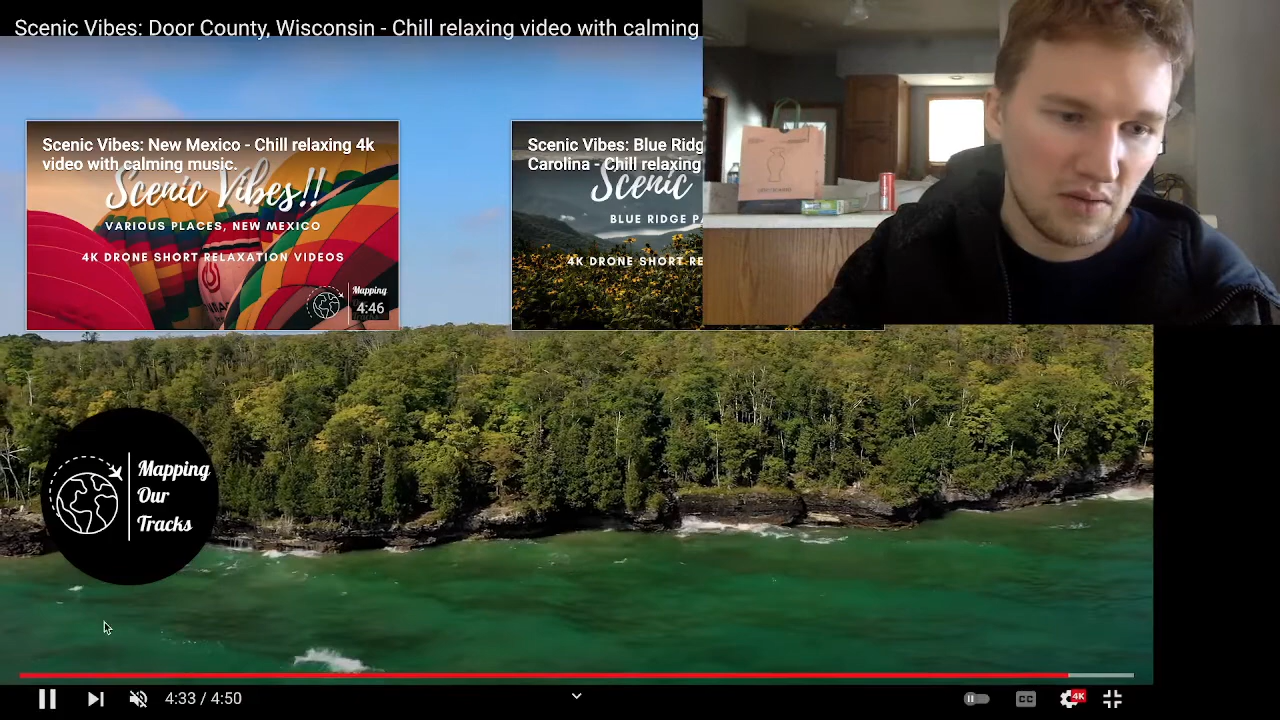 Scenic Vibes: Door County, Wisconsin - Chill relaxing video with calming
Scenic Vibes: New Mexico - Chill relaxing 4k
video with calming music.
Scenic Vibes!!
VARIOUS PLACES, NEW MEXICO
4K DRONE SHORT RELAXATION VIDEOS
Mapping
4:46
Scenic Vibes: Blue Ridg
Carolina - Chill relaxing
Scenic
BLUE RIDGE PA
4K DRONE SHORT RE
Mapping
Our
Tracks
4:33 / 4:50
CC
4K